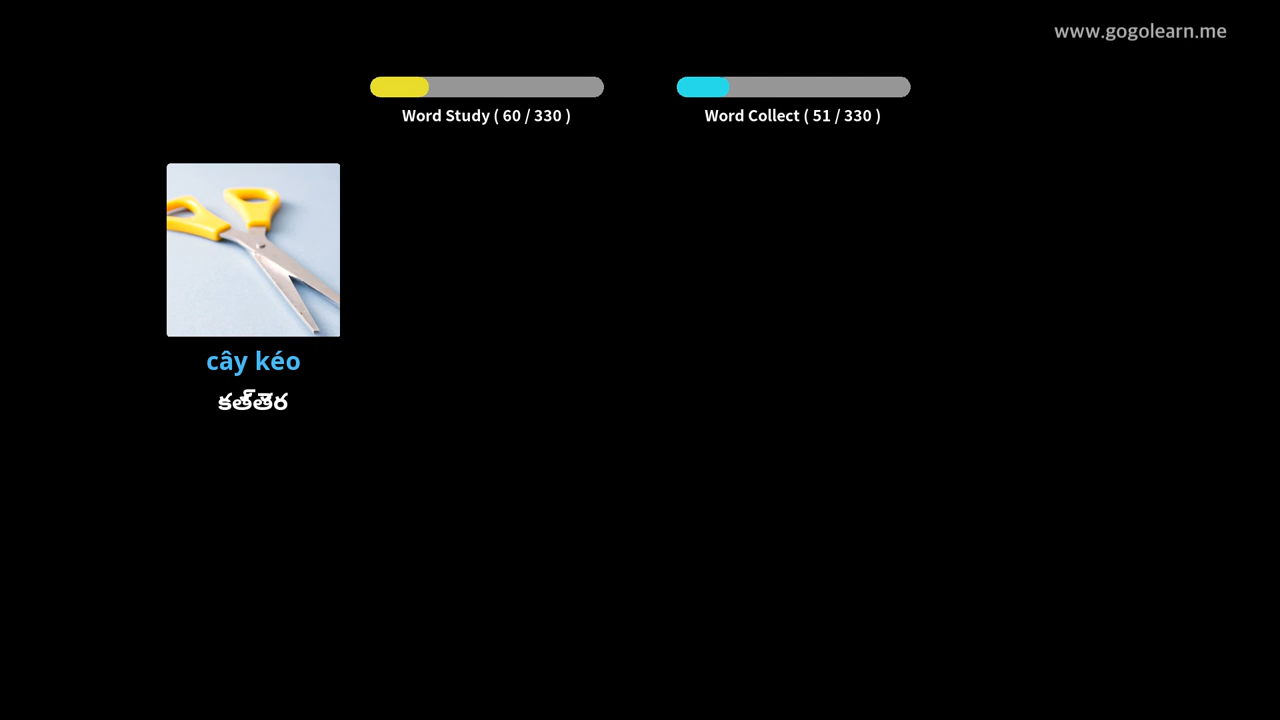 www.gogolearn.me
Word Study ( 60 / 330 )
Word Collect ( 51 / 330 )
cây kéo
కత్తెర